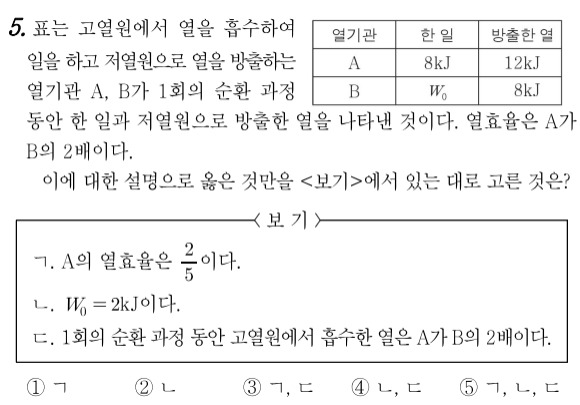 5. 표는 고열원에서 열을 흡수하여
일을 하고 저열원으로 열을 방출하는
열기관 A, B가 1회의 순환 과정
열기관 한 일 방출한 열
A 8kJ 12kJ
B W₀ 8kJ
동안 한 일과 저열원으로 방출한 열을 나타낸 것이다. 열효율은 A가
B의 2배이다.
이에 대한 설명으로 옳은 것만을 <보기>에서 있는 대로 고른 것은?
〈보 기〉
ㄱ. A의 열효율은 2/5이다.
ㄴ. W₀ = 2kJ이다.
ㄷ. 1회의 순환 과정 동안 고열원에서 흡수한 열은 A가 B의 2배이다.
① ㄱ ② ㄴ ③ ㄱ, ㄷ ④ ㄴ, ㄷ ⑤ ㄱ, ㄴ, ㄷ